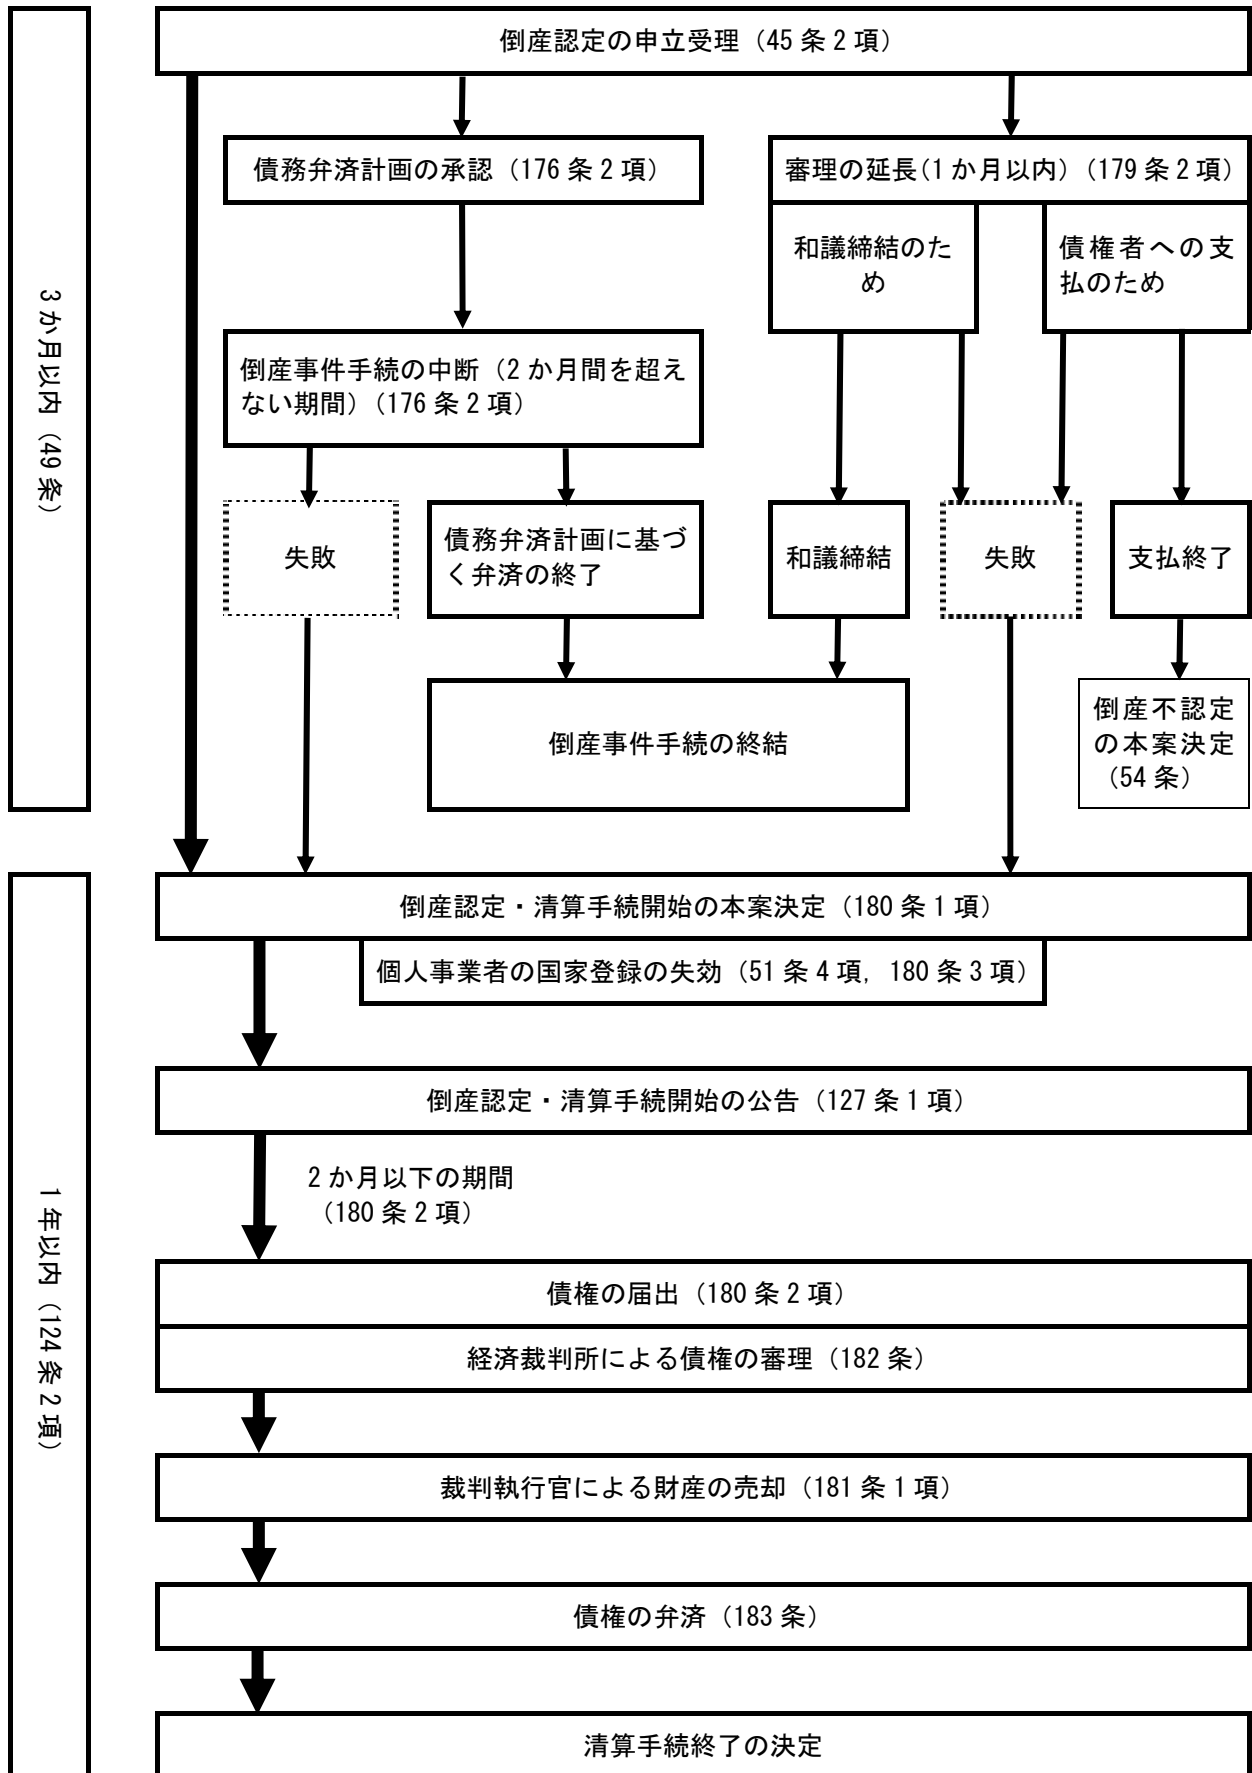 倒産認定の申立受理（45 条 2 項）
3 か月以内（49 条）
債務弁済計画の承認（176 条 2 項）
審理の延長(1 か月以内）（179 条 2 項）
和議締結のた
め
債権者への支
払のため
倒産事件手続の中断（2 か月間を超え
ない期間）（176 条 2 項）
失敗
債務弁済計画に基づ
く弁済の終了
和議締結
失敗
支払終了
倒産事件手続の終結
倒産不認定
の本案決定
（54 条）
1 年以内（124 条 2 項）
倒産認定・清算手続開始の本案決定（180 条 1 項）
個人事業者の国家登録の失効（51 条 4 項，180 条 3 項）
倒産認定・清算手続開始の公告（127 条 1 項）
2 か月以下の期間
（180 条 2 項）
債権の届出（180 条 2 項）
経済裁判所による債権の審理（182 条）
裁判執行官による財産の売却（181 条 1 項）
債権の弁済（183 条）
清算手続終了の決定